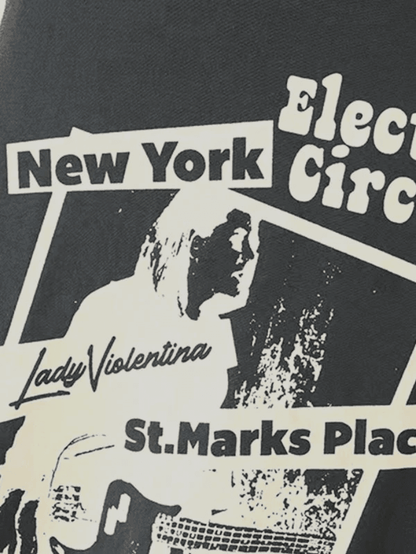 Elect
Circ
New York
Lady Violentina
St.Marks Plac